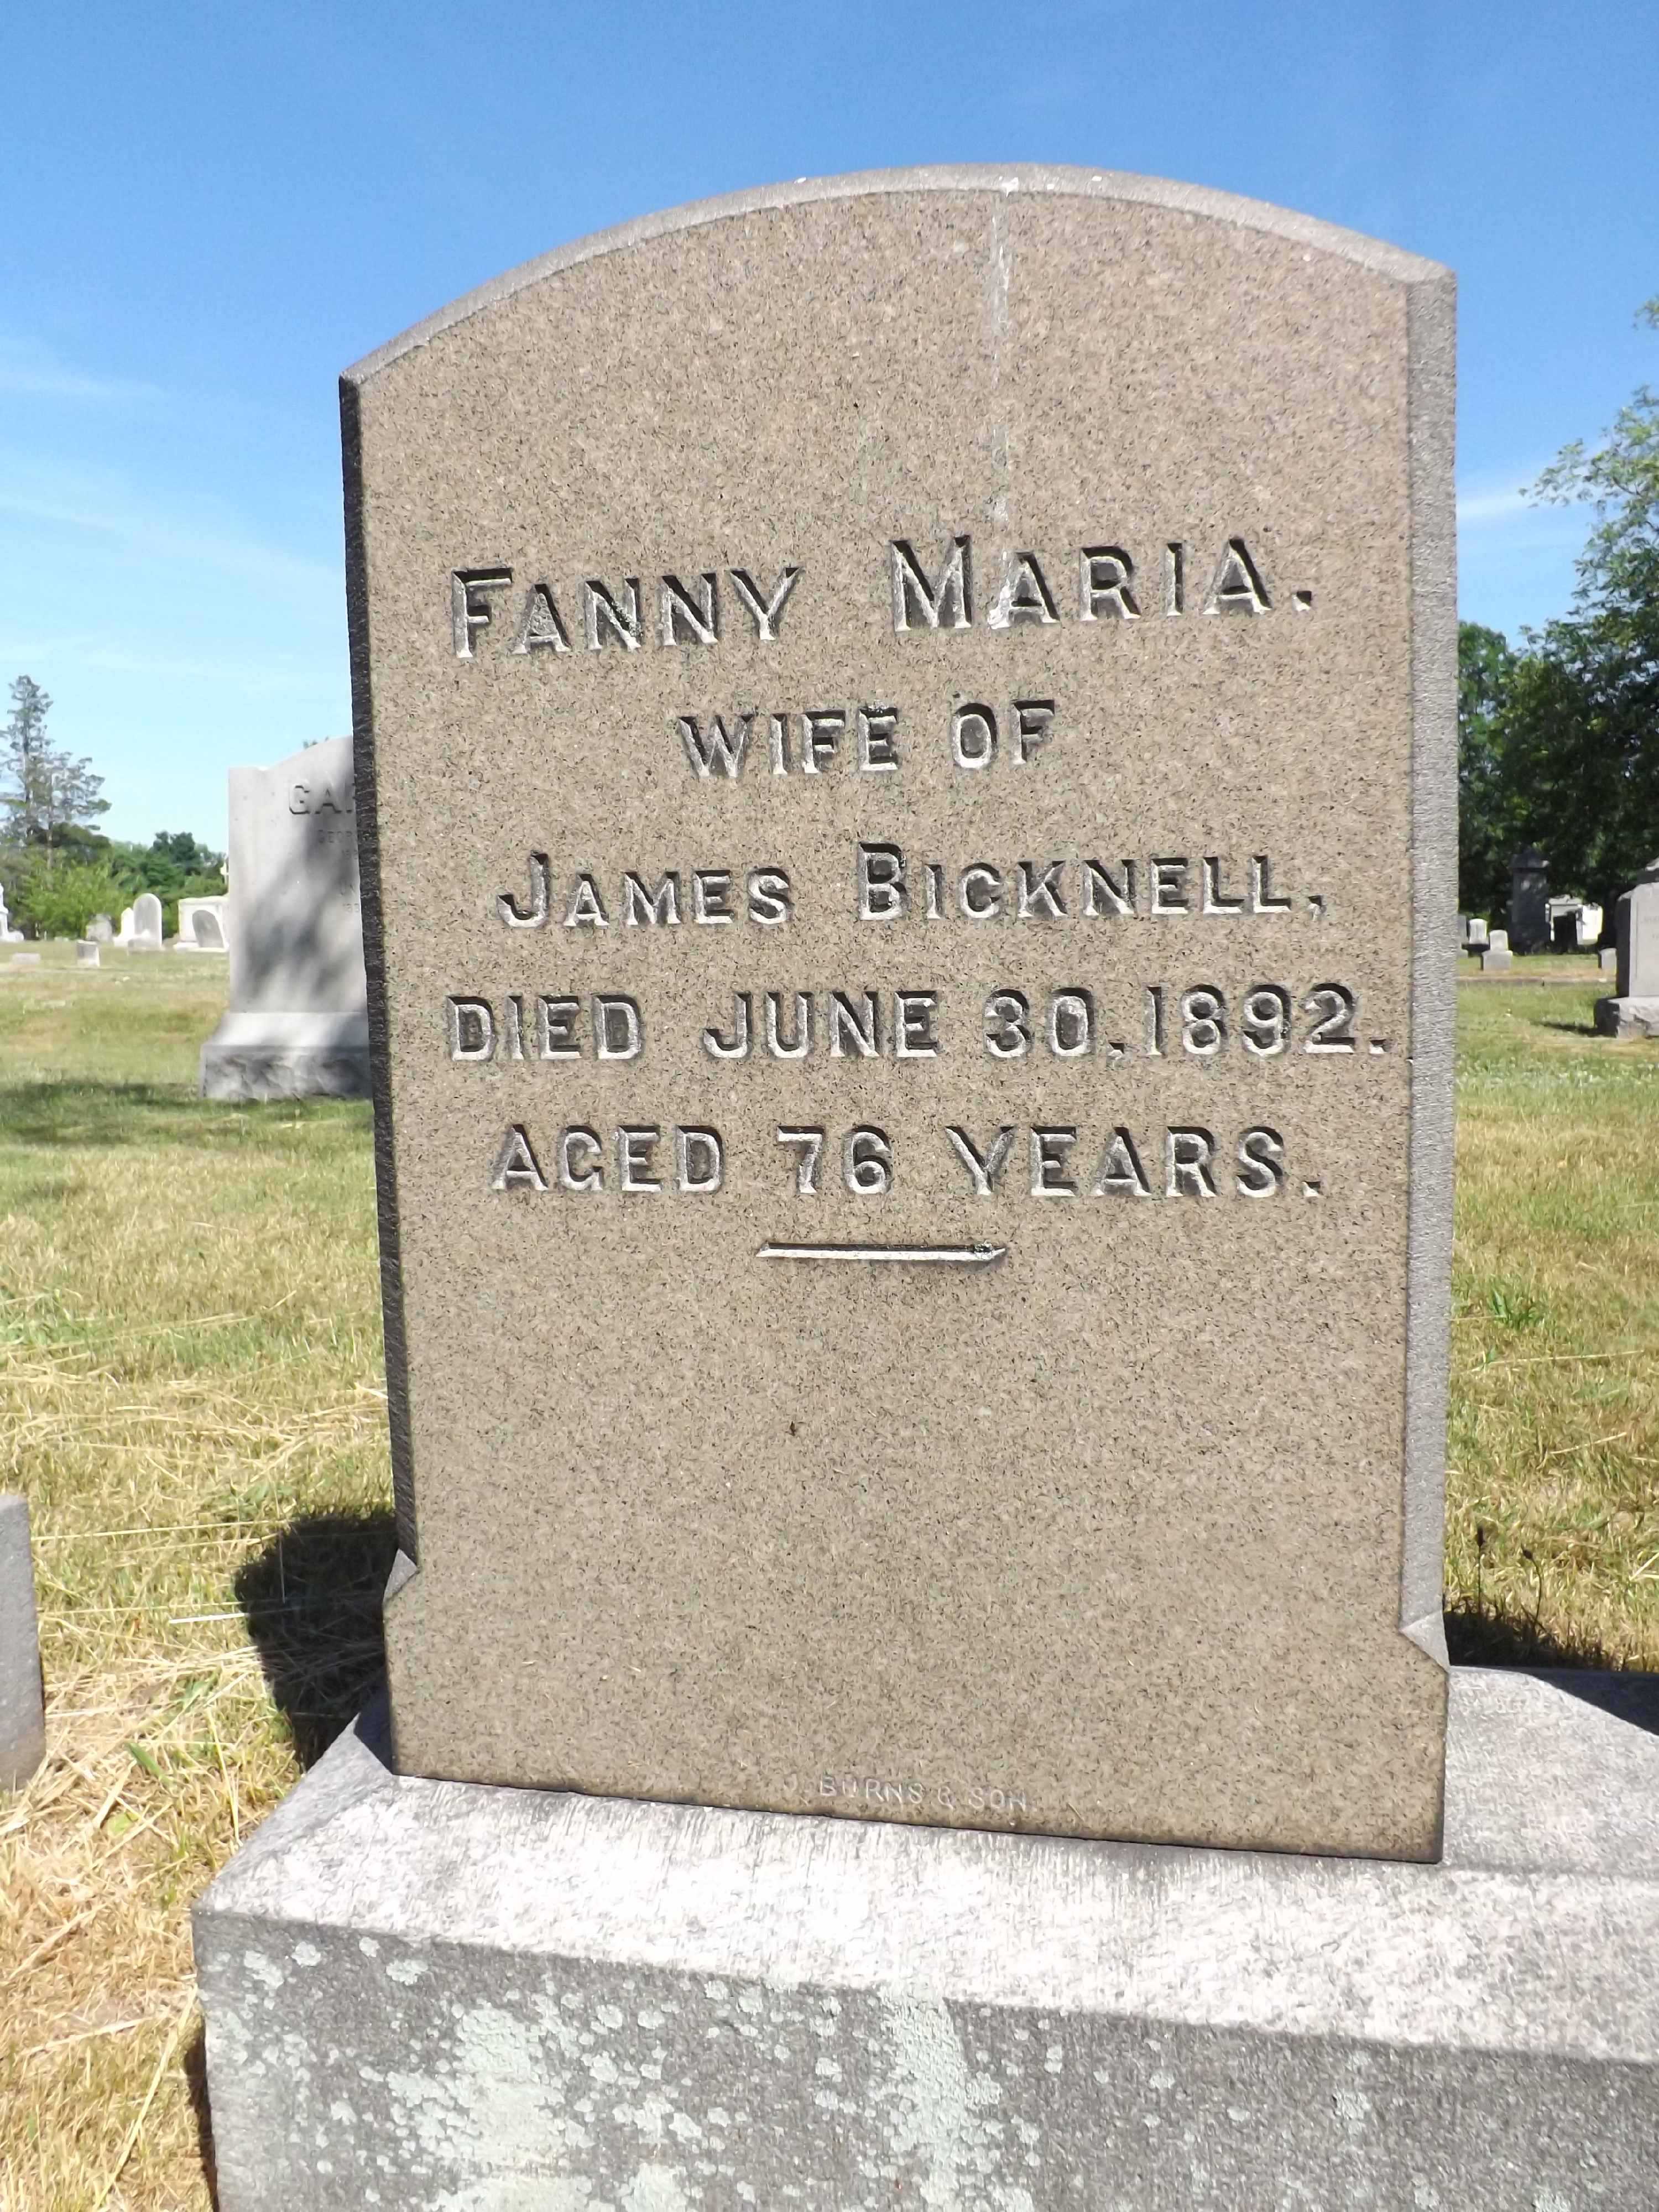 FANNY MARIA.
WIFE OF
JAMES BICKNELL,
DIED JUNE 30, 1892.
AGED 76 YEARS.
BURNS & SON.